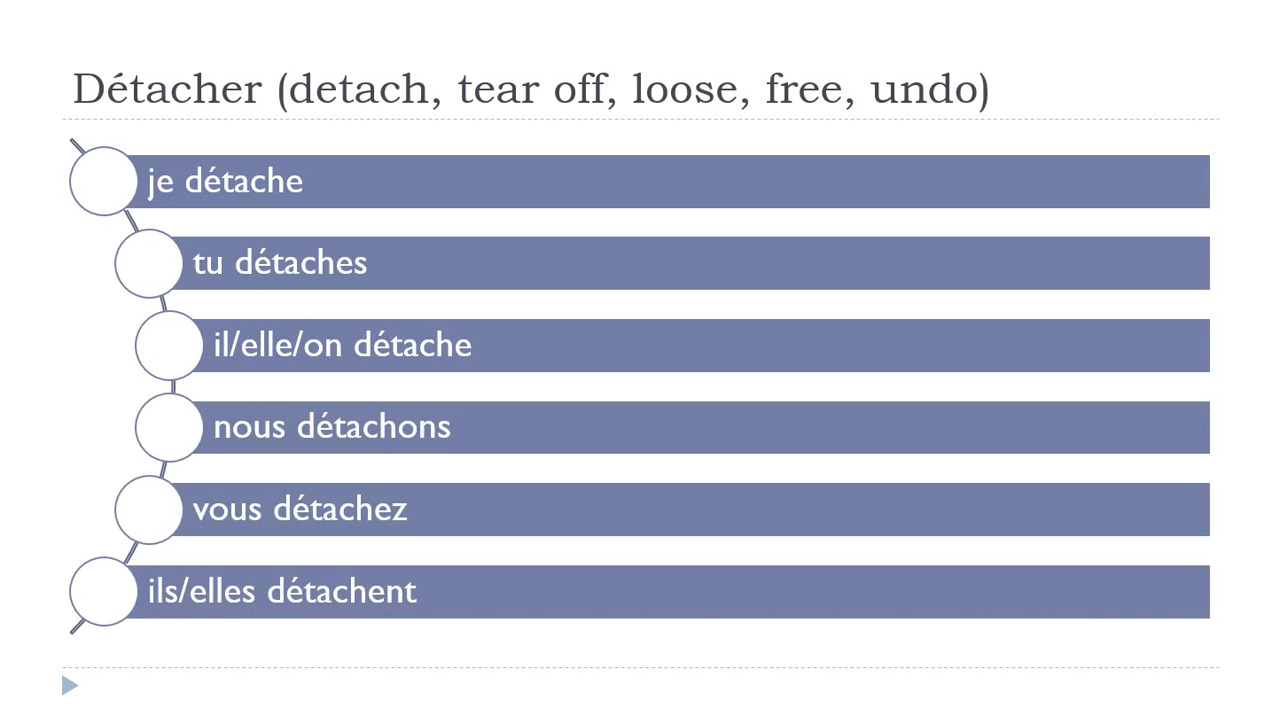 Détacher (detach, tear off, loose, free, undo)
je détache
tu détaches
il/elle/on détache
nous détachons
vous détachez
ils/elles détachent